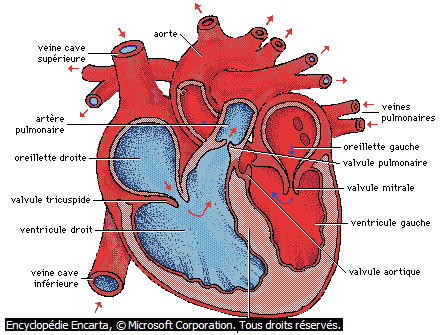 aorte
veine cave
supérieure
artère
pulmonaire
oreillette droite
valvule tricuspide
ventricule droit
veine cave
inférieure
veines
pulmonaires
oreillette gauche
valvule pulmonaire
valvule mitrale
ventricule gauche
valvule aortique
Encyclopédie Encarta, © Microsoft Corporation. Tous droits réservés.